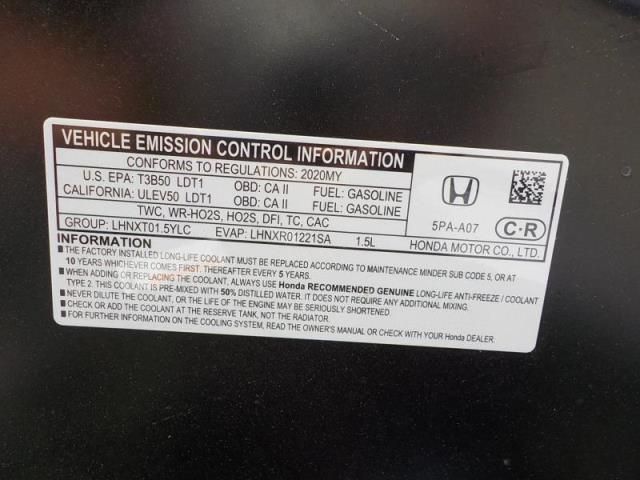 VEHICLE EMISSION CONTROL INFORMATION
CONFORMS TO REGULATIONS: 2020MY
U.S. EPA: T3B50 LDT1 OBD: CA II FUEL: GASOLINE
CALIFORNIA: ULEV50 LDT1 OBD: CA II FUEL: GASOLINE
TWC, WR-HO2S, HO2S, DFI, TC, CAC
GROUP: LHNXT01.5YLC EVAP: LHNXR01221SA 1.5L
5PA-A07 C·R
HONDA MOTOR CO., LTD.
INFORMATION
■ THE FACTORY INSTALLED LONG-LIFE COOLANT MUST BE REPLACED ACCORDING TO MAINTENANCE MINDER SUB CODE 5, OR AT
10 YEARS WHICHEVER COMES FIRST, THEREAFTER EVERY 5 YEARS.
■ WHEN ADDING OR REPLACING THE COOLANT, ALWAYS USE Honda RECOMMENDED GENUINE LONG-LIFE ANTI-FREEZE / COOLANT
TYPE 2. THIS COOLANT IS PRE-MIXED WITH 50% DISTILLED WATER. IT DOES NOT REQUIRE ANY ADDITIONAL MIXING.
OTHERWISE, THE LIFE OF THE COOLANT, OR THE LIFE OF THE ENGINE MAY BE SERIOUSLY SHORTENED.
■ CHECK OR ADD THE COOLANT AT THE RESERVE TANK, NOT THE RADIATOR.
■ FOR FURTHER INFORMATION ON THE COOLING SYSTEM, READ THE OWNER'S MANUAL OR CHECK WITH YOUR Honda DEALER.